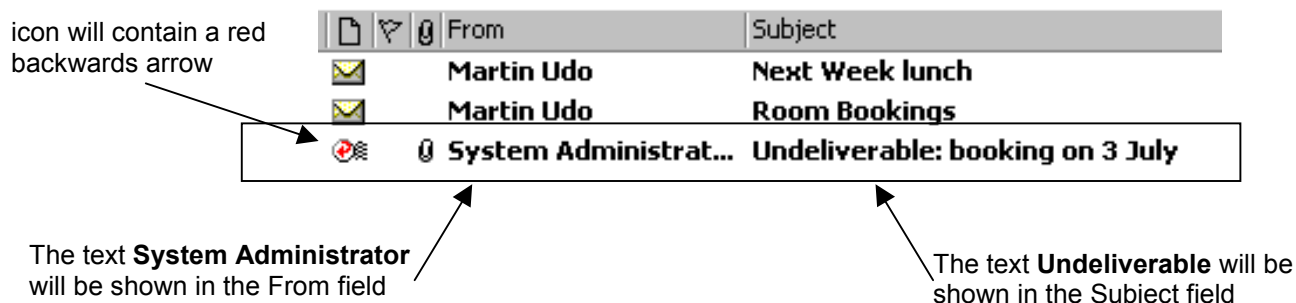 icon will contain a red
backwards arrow
From Subject
Martin Udo Next Week lunch
Martin Udo Room Bookings
System Administrat... Undeliverable: booking on 3 July
The text System Administrator
will be shown in the From field
The text Undeliverable will be
shown in the Subject field